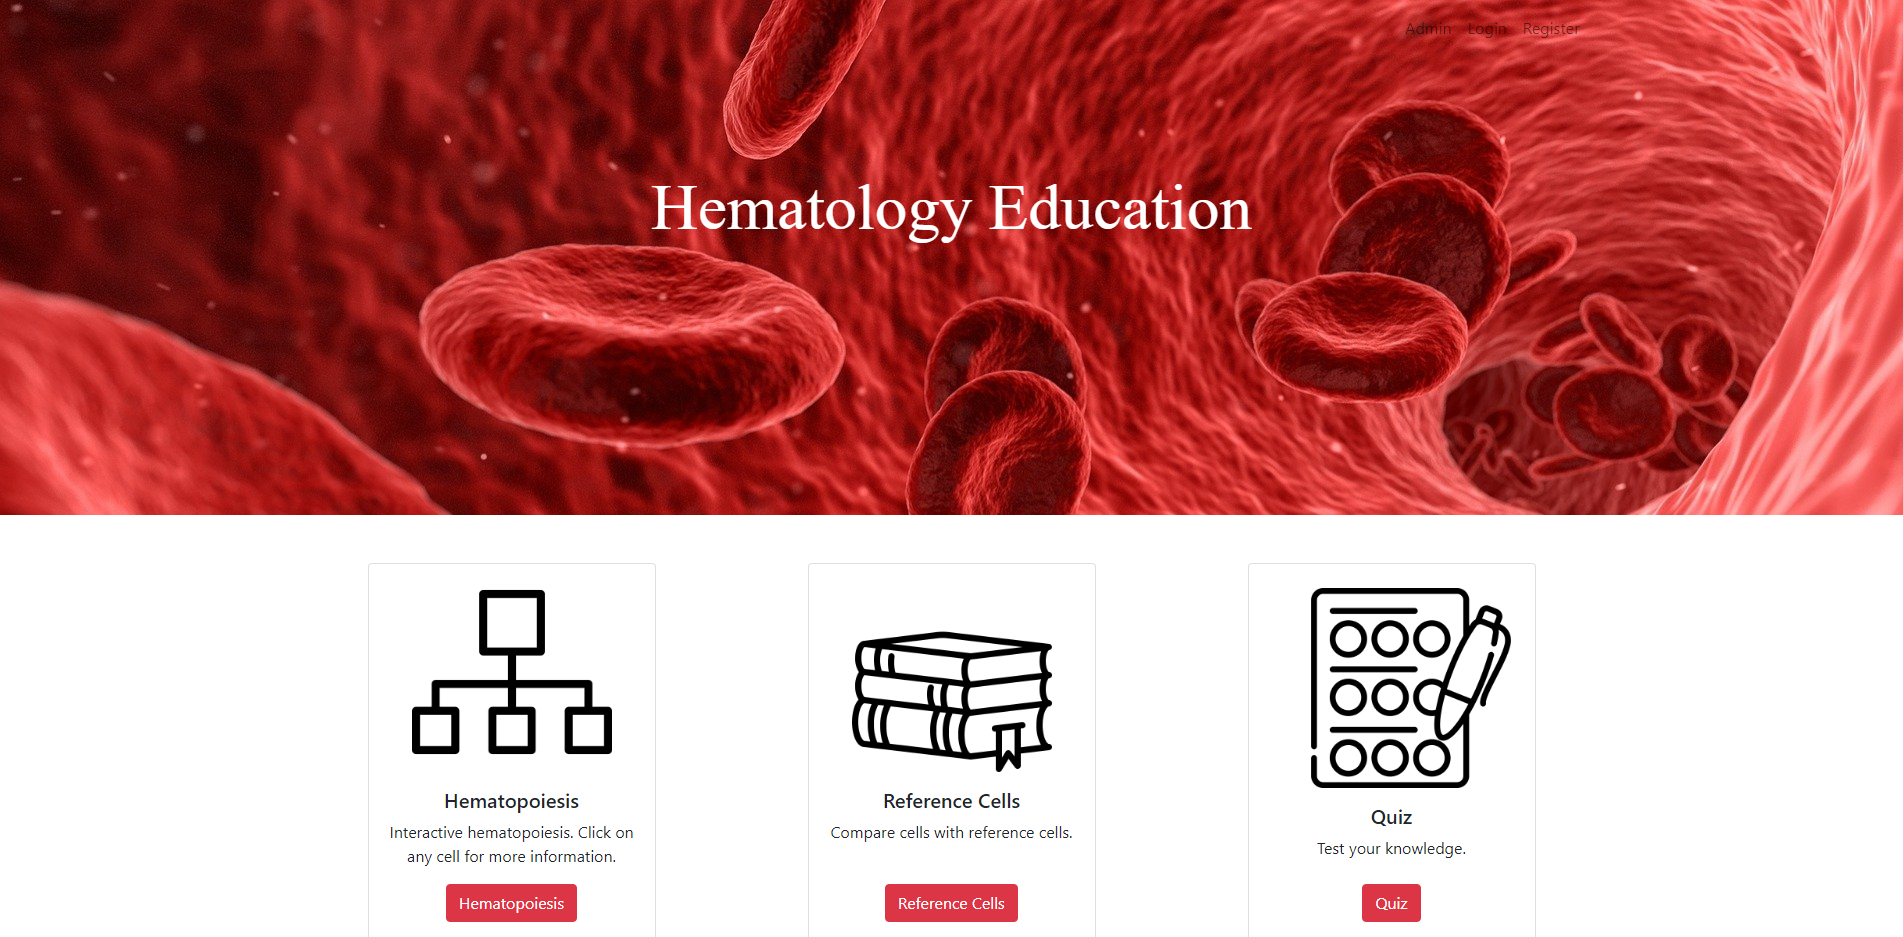 Admin Login Register
Hematology Education
Hematopoiesis
Interactive hematopoiesis. Click on
any cell for more information.
Hematopoiesis
Reference Cells
Compare cells with reference cells.
Reference Cells
Quiz
Test your knowledge.
Quiz